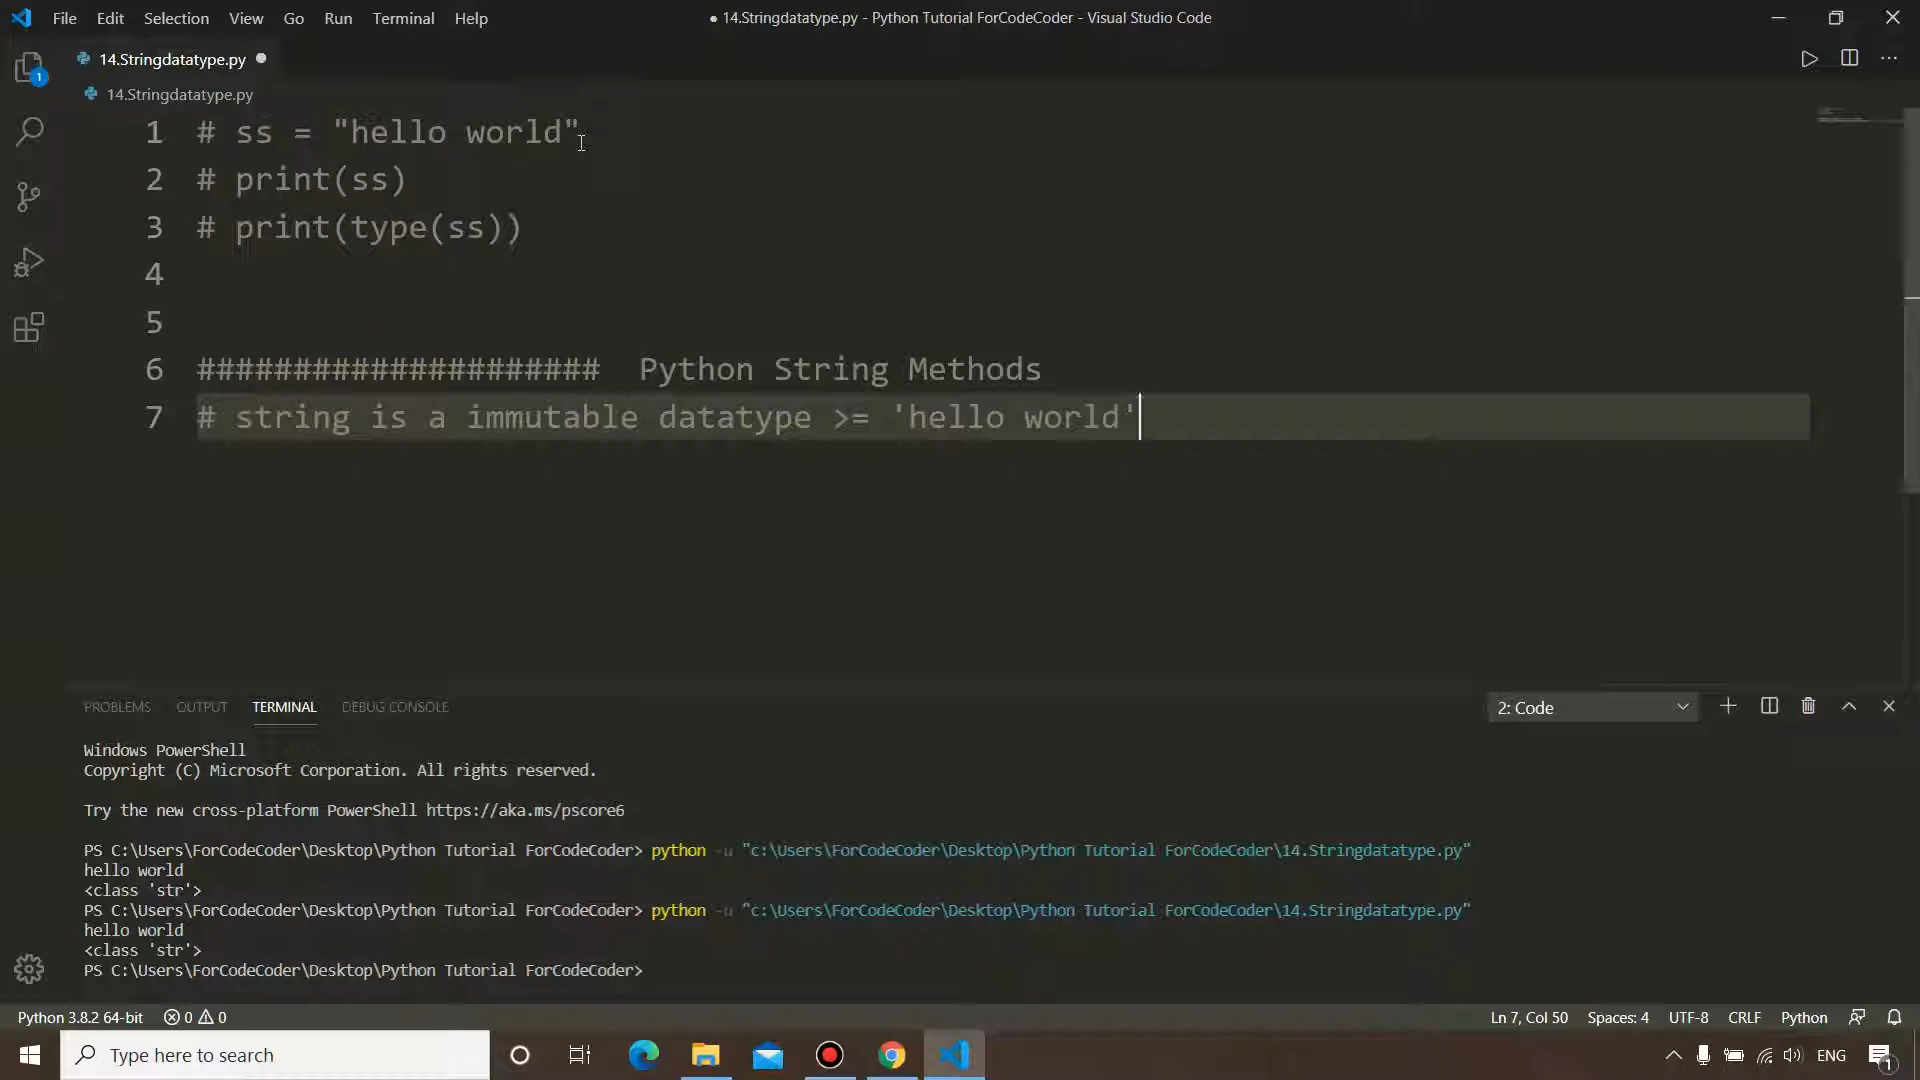 File Edit Selection View Go Run Terminal Help
● 14.Stringdatatype.py - Python Tutorial ForCodeCoder - Visual Studio Code
14.Stringdatatype.py
14.Stringdatatype.py
1
1 # ss = "hello world"
2 # print(ss)
3 # print(type(ss))
4
5
6 ##################### Python String Methods
7 # string is a immutable datatype >= 'hello world'
PROBLEMS OUTPUT TERMINAL DEBUG CONSOLE
2: Code
Windows PowerShell
Copyright (C) Microsoft Corporation. All rights reserved.
Try the new cross-platform PowerShell https://aka.ms/pscore6
PS C:\Users\ForCodeCoder\Desktop\Python Tutorial ForCodeCoder> python -u "c:\Users\ForCodeCoder\Desktop\Python Tutorial ForCodeCoder\14.Stringdatatype.py"
hello world
<class 'str'>
PS C:\Users\ForCodeCoder\Desktop\Python Tutorial ForCodeCoder> python -u "c:\Users\ForCodeCoder\Desktop\Python Tutorial ForCodeCoder\14.Stringdatatype.py"
hello world
<class 'str'>
PS C:\Users\ForCodeCoder\Desktop\Python Tutorial ForCodeCoder>
Python 3.8.2 64-bit 0 0
Ln 7, Col 50 Spaces: 4 UTF-8 CRLF Python
Type here to search
ENG
1